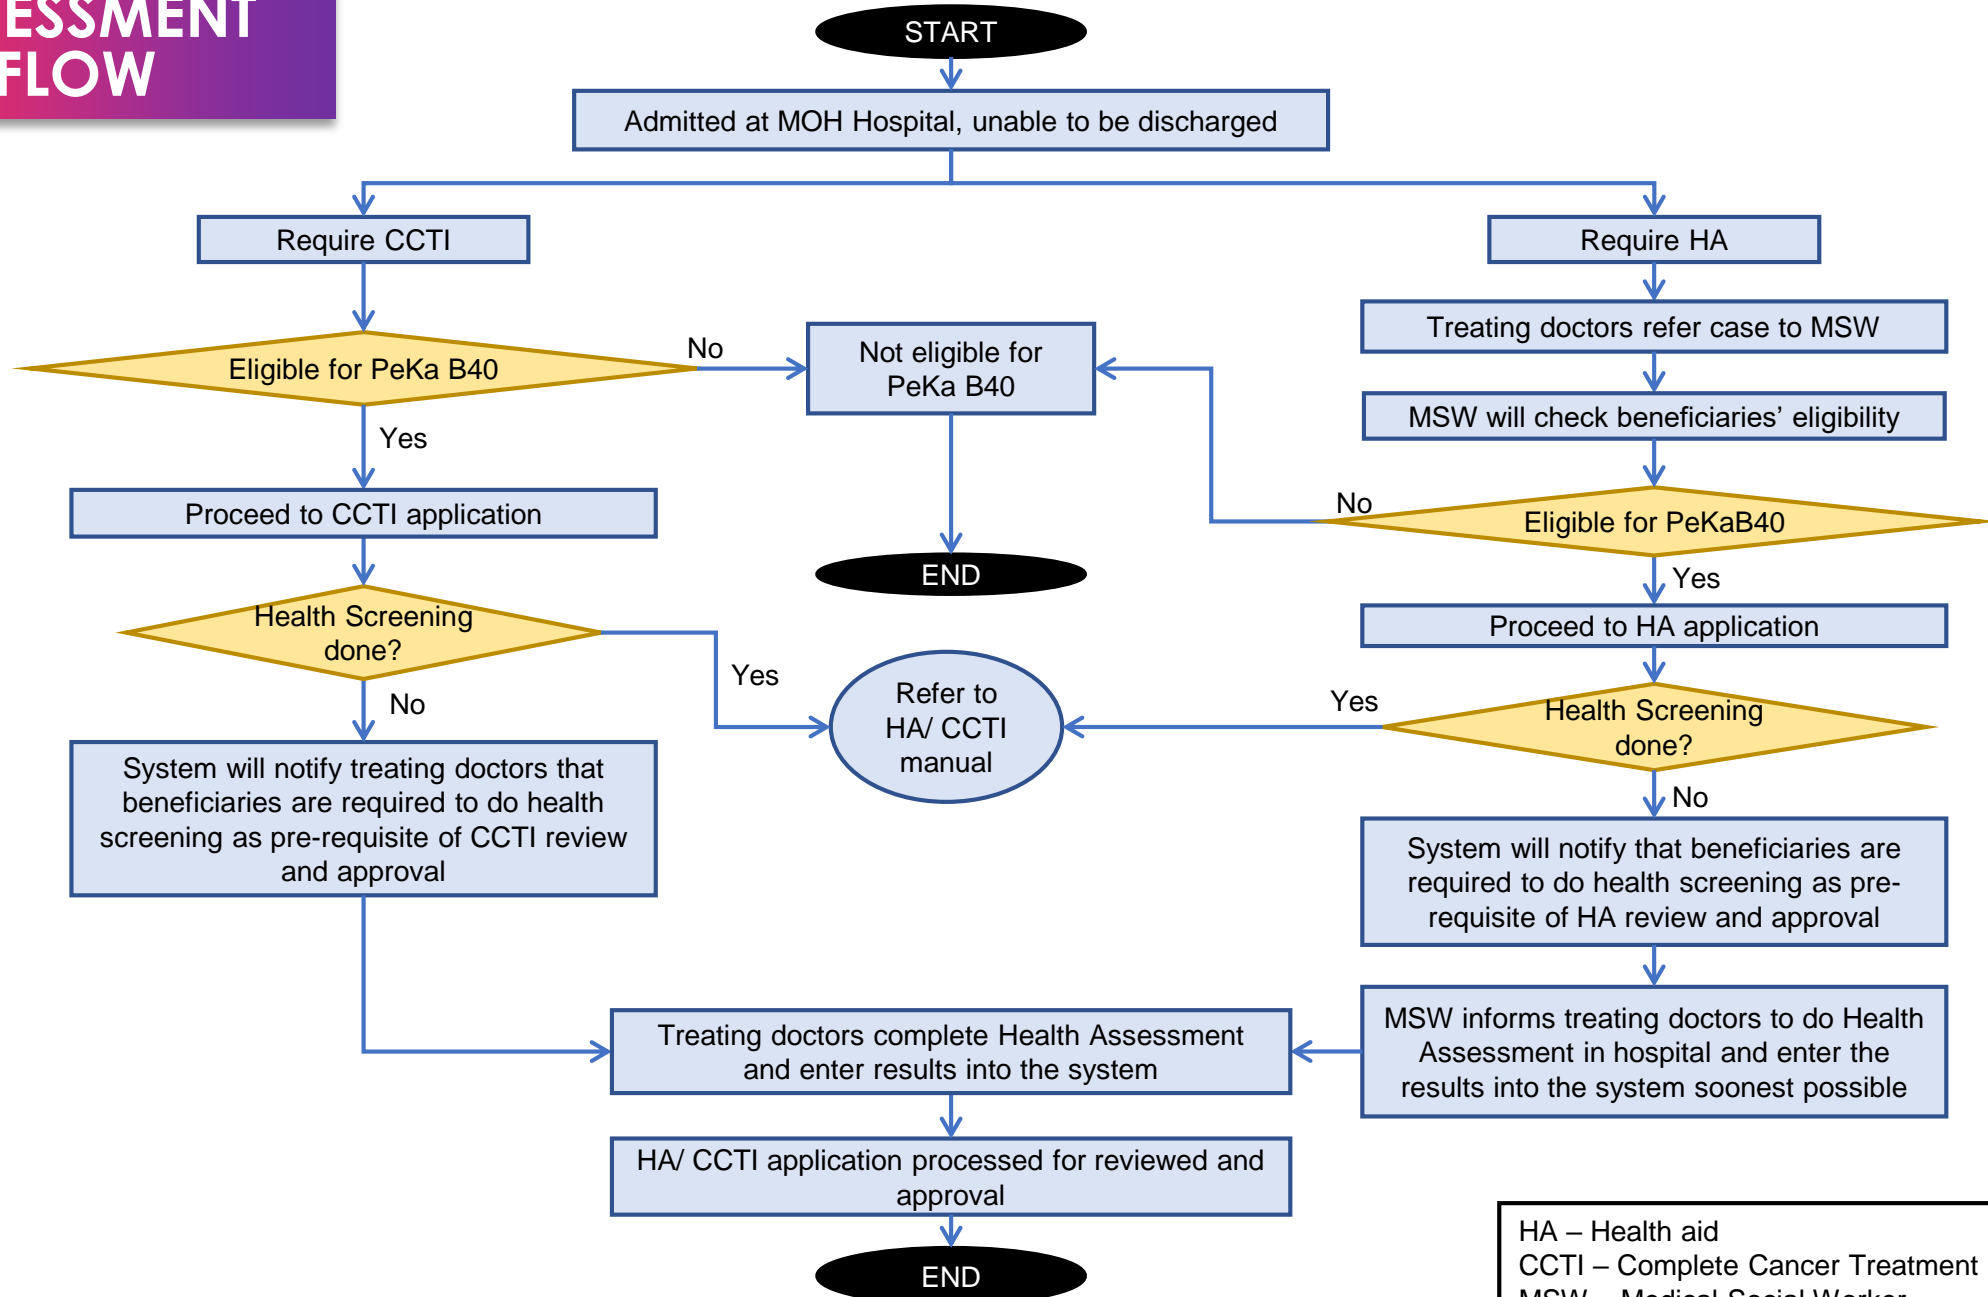 FLOW
START
Admitted at MOH Hospital, unable to be discharged
Require CCTI
Require HA
Treating doctors refer case to MSW
Eligible for PeKa B40
No
Not eligible for
PeKa B40
MSW will check beneficiaries’ eligibility
Yes
Proceed to CCTI application
No
Eligible for PeKaB40
END
Yes
Health Screening
done?
Proceed to HA application
Yes
No
Refer to
HA/ CCTI
manual
Yes
Health Screening
done?
System will notify treating doctors that
beneficiaries are required to do health
screening as pre-requisite of CCTI review
and approval
No
System will notify that beneficiaries are
required to do health screening as pre-
requisite of HA review and approval
Treating doctors complete Health Assessment
and enter results into the system
MSW informs treating doctors to do Health
Assessment in hospital and enter the
results into the system soonest possible
HA/ CCTI application processed for reviewed and
approval
END
HA – Health aid
CCTI – Complete Cancer Treatment
MSW – Medical Social Worker